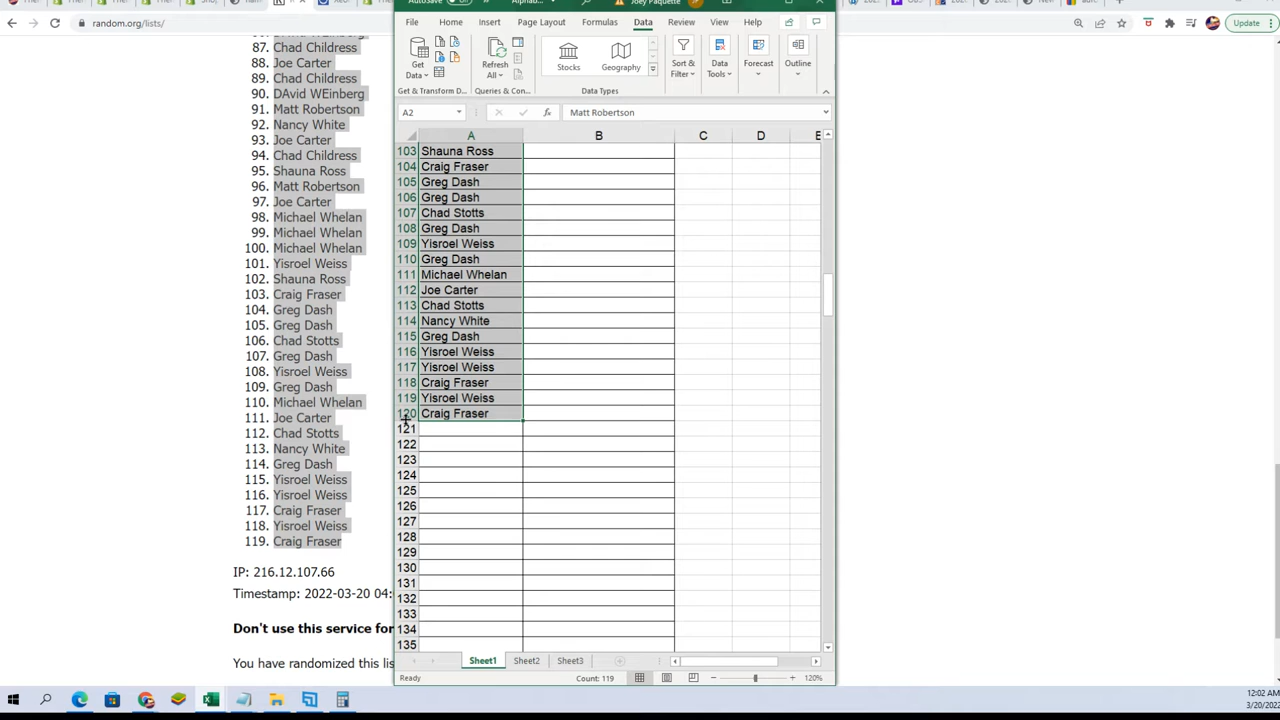 random.org/lists/
Update
87. Chad Childress
88. Joe Carter
89. Chad Childress
90. DAvid WEinberg
91. Matt Robertson
92. Nancy White
93. Joe Carter
94. Chad Childress
95. Shauna Ross
96. Matt Robertson
97. Joe Carter
98. Michael Whelan
99. Michael Whelan
100. Michael Whelan
101. Yisroel Weiss
102. Shauna Ross
103. Craig Fraser
104. Greg Dash
105. Greg Dash
106. Chad Stotts
107. Greg Dash
108. Yisroel Weiss
109. Greg Dash
110. Michael Whelan
111. Joe Carter
112. Chad Stotts
113. Nancy White
114. Greg Dash
115. Yisroel Weiss
116. Yisroel Weiss
117. Craig Fraser
118. Yisroel Weiss
119. Craig Fraser
IP: 216.12.107.66
Timestamp: 2022-03-20 04:
Don't use this service for
You have randomized this lis
File Home Insert Page Layout Formulas Data Review View Help
Get Data
Refresh All
Stocks
Geography
Sort & Filter
Data Tools
Forecast
Outline
Get & Transform D...
Queries & Con...
Data Types
A2
Matt Robertson
A B C D E
103 Shauna Ross
104 Craig Fraser
105 Greg Dash
106 Greg Dash
107 Chad Stotts
108 Greg Dash
109 Yisroel Weiss
110 Greg Dash
111 Michael Whelan
112 Joe Carter
113 Chad Stotts
114 Nancy White
115 Greg Dash
116 Yisroel Weiss
117 Yisroel Weiss
118 Craig Fraser
119 Yisroel Weiss
120 Craig Fraser
121
122
123
124
125
126
127
128
129
130
131
132
133
134
135
Sheet1 Sheet2 Sheet3
Ready
Count: 119
120%
12:02 AM